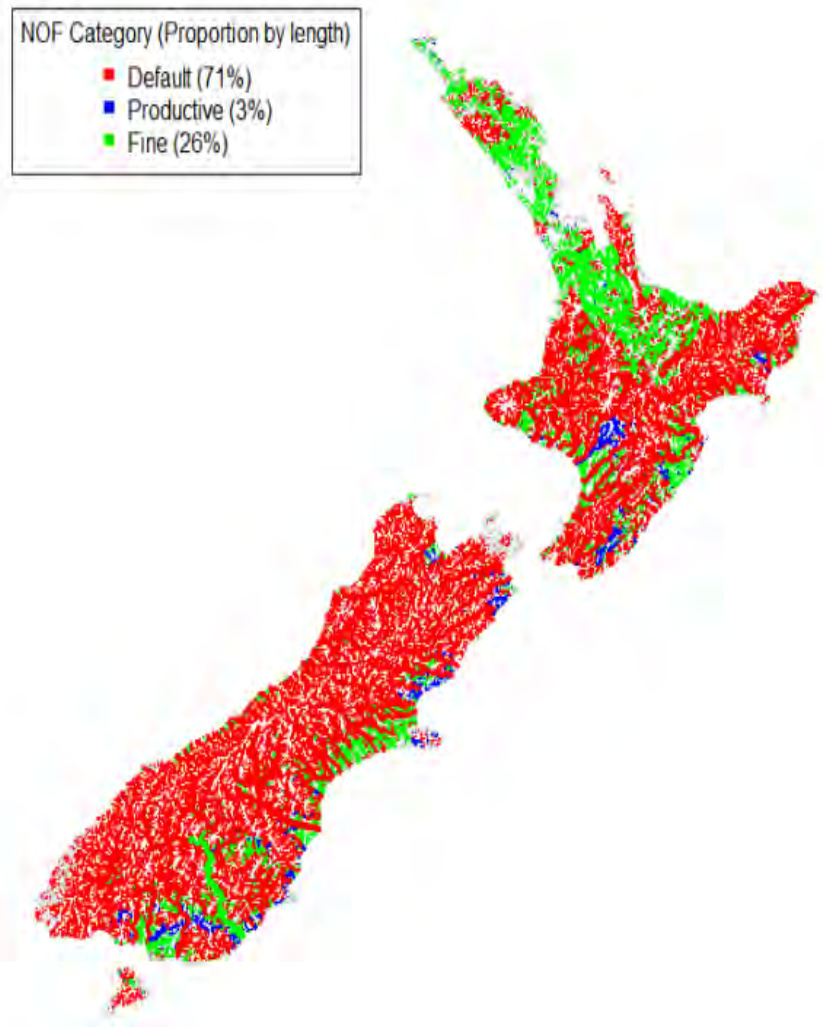 NOF Category (Proportion by length)
Default (71%)
Productive (3%)
Fine (26%)